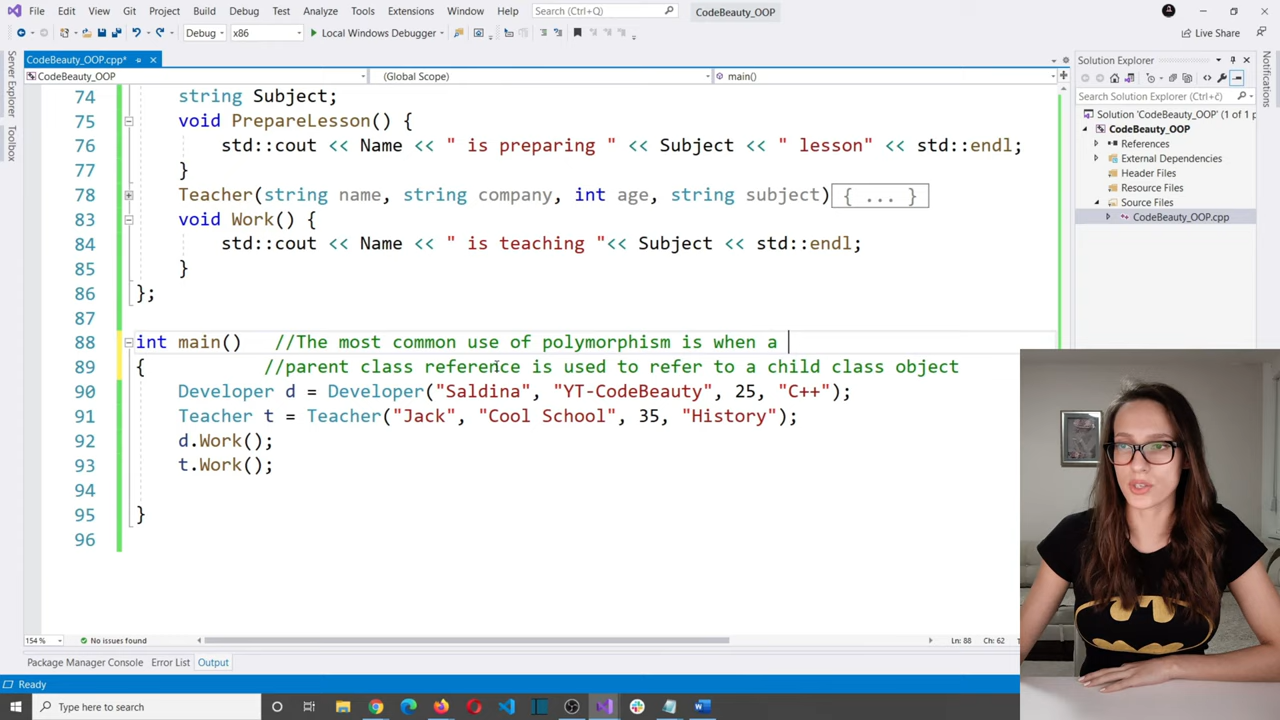 File Edit View Git Project Build Debug Test Analyze Tools Extensions Window Help Search (Ctrl+Q) CodeBeauty_OOP
Debug x86 Local Windows Debugger Live Share
Server Explorer
Toolbox
CodeBeauty_OOP.cpp*
CodeBeauty_OOP (Global Scope) main()
74 string Subject;
75 void PrepareLesson() {
76 std::cout << Name << " is preparing " << Subject << " lesson" << std::endl;
77 }
78 Teacher(string name, string company, int age, string subject){ ... }
83 void Work() {
84 std::cout << Name << " is teaching "<< Subject << std::endl;
85 }
86 };
87
88 int main() //The most common use of polymorphism is when a
89 { //parent class reference is used to refer to a child class object
90 Developer d = Developer("Saldina", "YT-CodeBeauty", 25, "C++");
91 Teacher t = Teacher("Jack", "Cool School", 35, "History");
92 d.Work();
93 t.Work();
94
95 }
96
154 % No issues found Ln: 88 Ch: 62
Package Manager Console Error List Output
Ready
Type here to search
Solution Explorer
Search Solution Explorer (Ctrl+č)
Solution 'CodeBeauty_OOP' (1 of 1 p
CodeBeauty_OOP
References
External Dependencies
Header Files
Resource Files
Source Files
CodeBeauty_OOP.cpp
Notifications